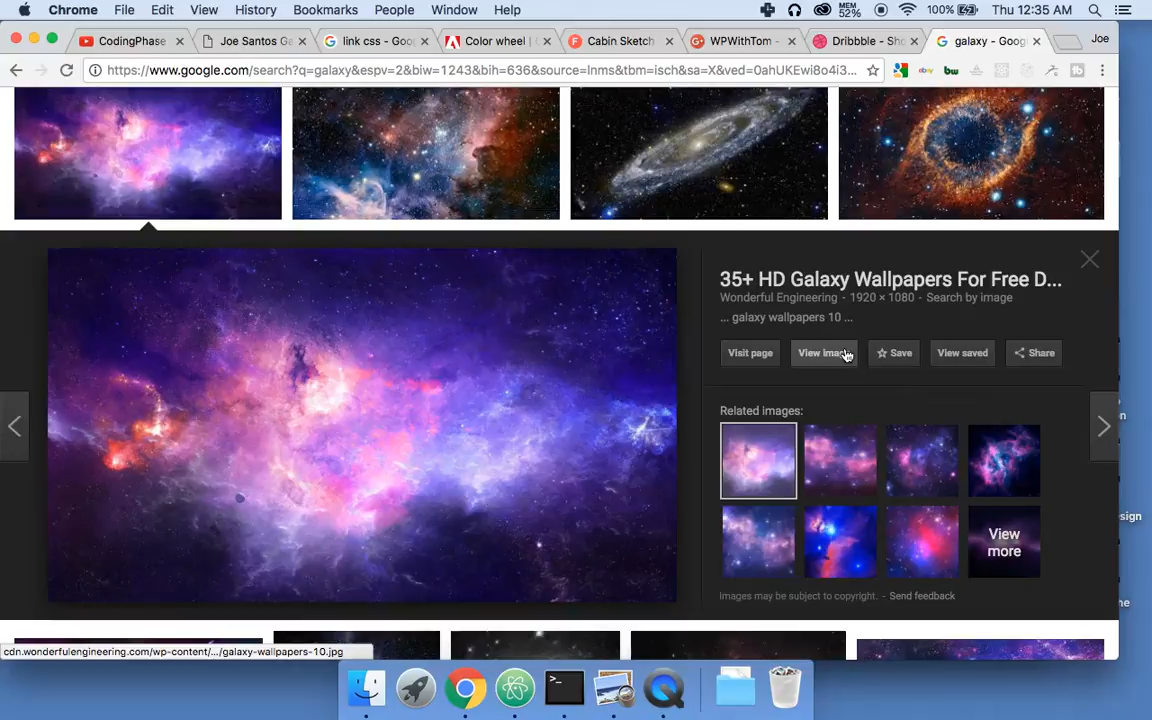 Chrome File Edit View History Bookmarks People Window Help MEM 52% 100% Thu 12:35 AM
CodingPhase Joe Santos Ge link css - Goo Color wheel | Cabin Sketch WPWithTom - Dribbble - Sho galaxy - Goog Joe
https://www.google.com/search?q=galaxy&espv=2&biw=1243&bih=636&source=lnms&tbm=isch&sa=X&ved=0ahUKEwi8o4i3...
35+ HD Galaxy Wallpapers For Free D...
Wonderful Engineering - 1920 × 1080 - Search by image
... galaxy wallpapers 10 ...
Visit page View image Save View saved Share
Related images:
View more
Images may be subject to copyright. - Send feedback
cdn.wonderfulengineering.com/wp-content/.../galaxy-wallpapers-10.jpg